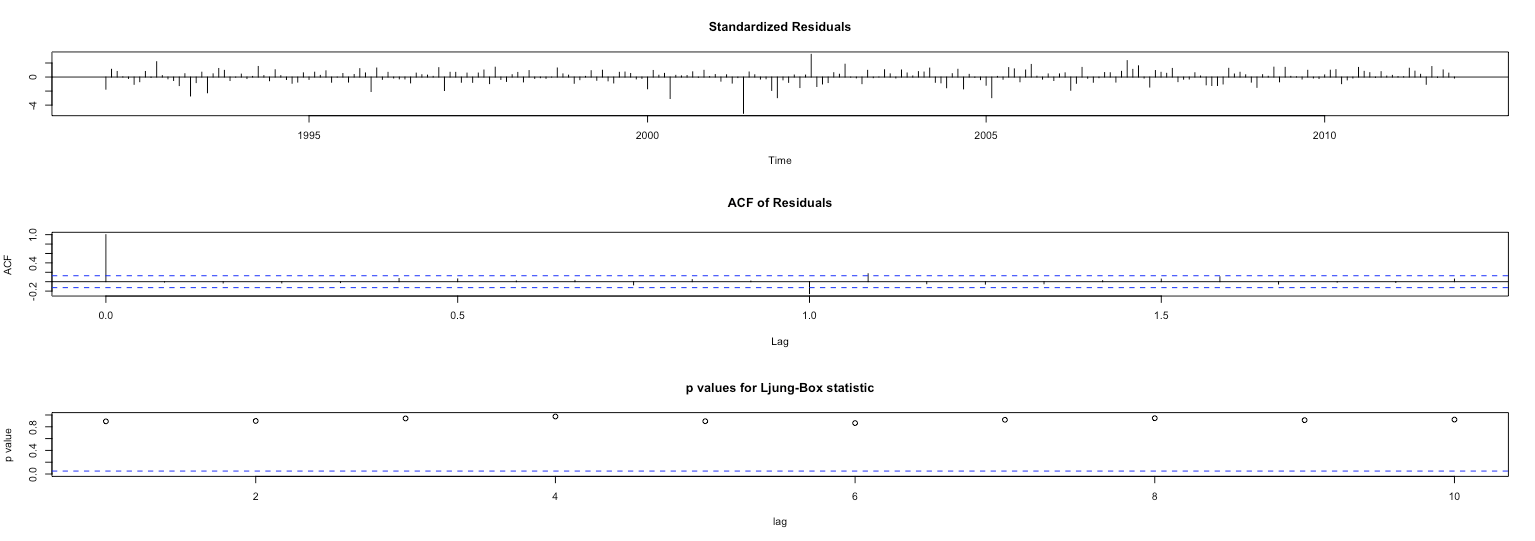 Standardized Residuals
0
-4
1995 2000 2005 2010
Time
ACF of Residuals
ACF
1.0
0.4
-0.2
0.0 0.5 1.0 1.5
Lag
p values for Ljung-Box statistic
p value
0.8
0.4
0.0
2 4 6 8 10
lag